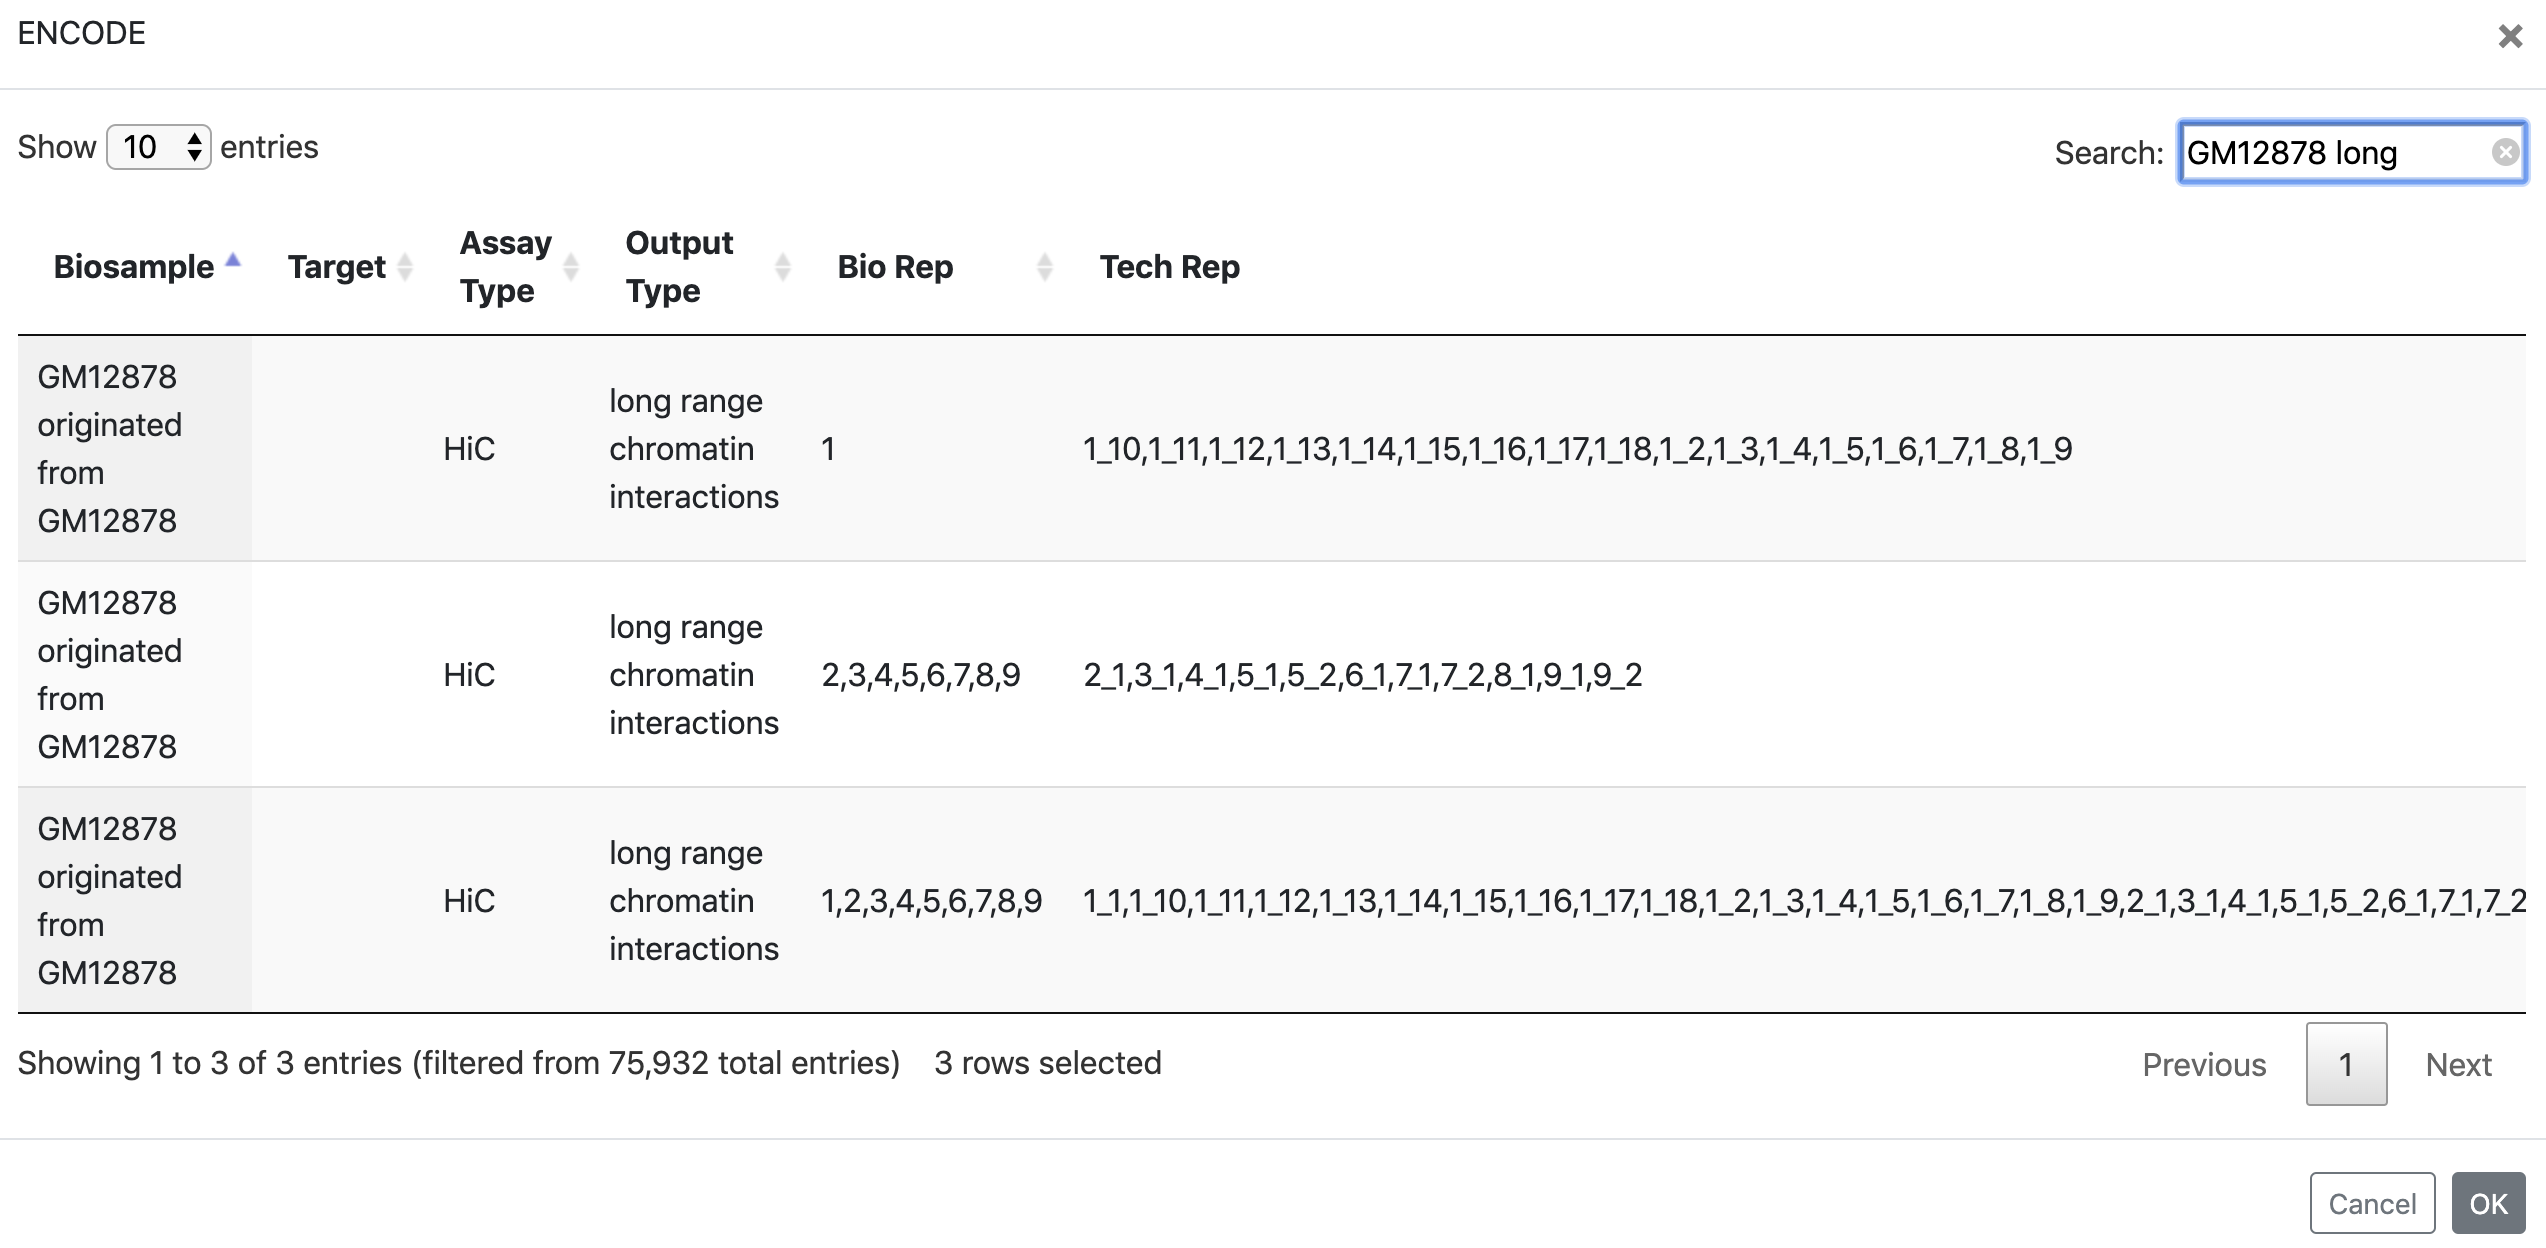 ENCODE
Show 10 entries
Search: GM12878 long
Biosample Target Assay Type Output Type Bio Rep Tech Rep
GM12878 originated from GM12878 HiC long range chromatin interactions 1 1_10,1_11,1_12,1_13,1_14,1_15,1_16,1_17,1_18,1_2,1_3,1_4,1_5,1_6,1_7,1_8,1_9
GM12878 originated from GM12878 HiC long range chromatin interactions 2,3,4,5,6,7,8,9 2_1,3_1,4_1,5_1,5_2,6_1,7_1,7_2,8_1,9_1,9_2
GM12878 originated from GM12878 HiC long range chromatin interactions 1,2,3,4,5,6,7,8,9 1_1,1_10,1_11,1_12,1_13,1_14,1_15,1_16,1_17,1_18,1_2,1_3,1_4,1_5,1_6,1_7,1_8,1_9,2_1,3_1,4_1,5_1,5_2,6_1,7_1,7_2
Showing 1 to 3 of 3 entries (filtered from 75,932 total entries) 3 rows selected
Previous 1 Next
Cancel OK